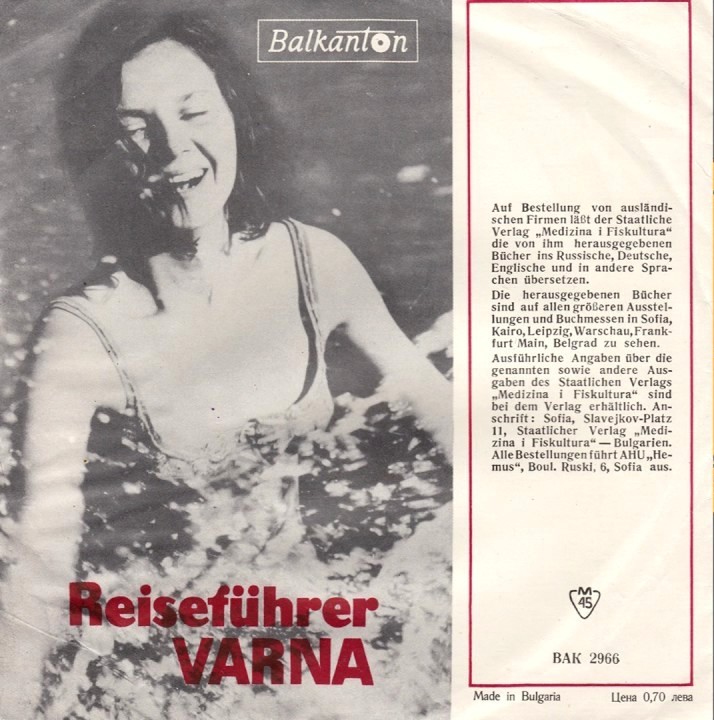 Balkanton
Auf Bestellung von ausländi-
schen Firmen läßt der Staatliche
Verlag „Medizina i Fiskultura“
die von ihm herausgegebenen
Bücher ins Russische, Deutsche,
Englische und in andere Spra-
chen übersetzen.
Die herausgegebenen Bücher
sind auf allen größeren Ausstel-
lungen und Buchmessen in Sofia,
Kairo, Leipzig, Warschau, Frank-
furt/Main, Belgrad zu sehen.
Ausführliche Angaben über die
genannten sowie andere Aus-
gaben des Staatlichen Verlags
„Medizina i Fiskultura“ sind
bei dem Verlag erhältlich. An-
schrift: Sofia, Slavejkov-Platz
11, Staatlicher Verlag „Medi-
zina i Fiskultura“ — Bulgarien.
Alle Bestellungen führt AHU „He-
mus“, Boul. Ruski, 6, Sofia aus.
Reiseführer
VARNA
M
45
BAK 2966
Made in Bulgaria Цена 0,70 лева